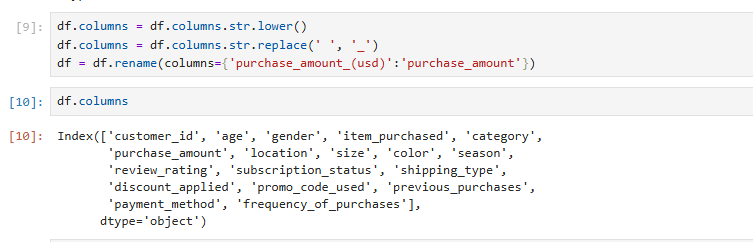 [9]: df.columns = df.columns.str.lower()
df.columns = df.columns.str.replace(' ', '_')
df = df.rename(columns={'purchase_amount_(usd)':'purchase_amount'})
[10]: df.columns
[10]: Index(['customer_id', 'age', 'gender', 'item_purchased', 'category',
'purchase_amount', 'location', 'size', 'color', 'season',
'review_rating', 'subscription_status', 'shipping_type',
'discount_applied', 'promo_code_used', 'previous_purchases',
'payment_method', 'frequency_of_purchases'],
dtype='object')